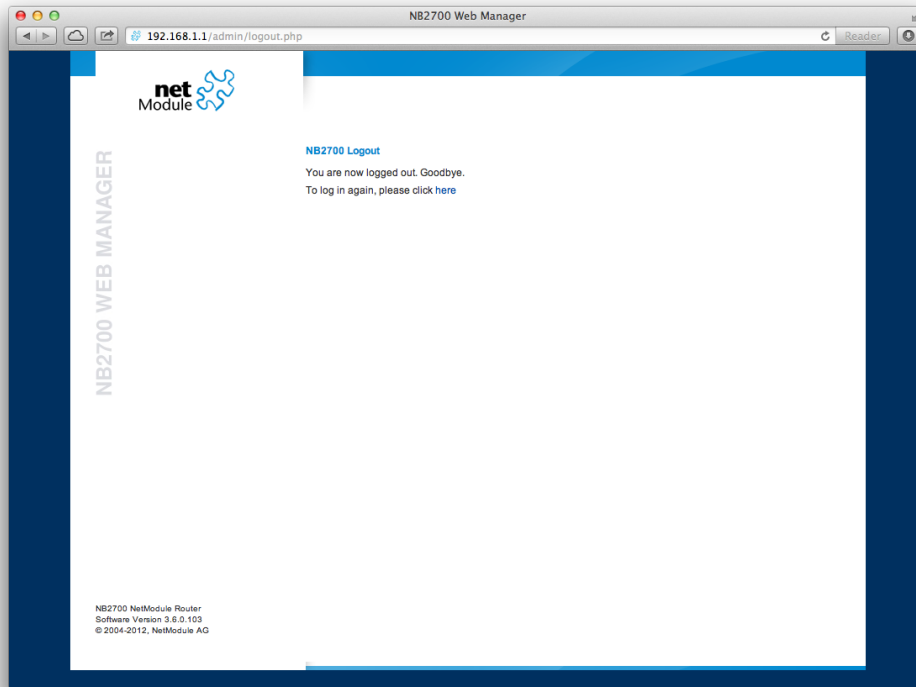 NB2700 Web Manager
192.168.1.1/admin/logout.php
Reader
net
Module
NB2700 WEB MANAGER
NB2700 Logout
You are now logged out. Goodbye.
To log in again, please click here
NB2700 NetModule Router
Software Version 3.6.0.103
© 2004-2012, NetModule AG